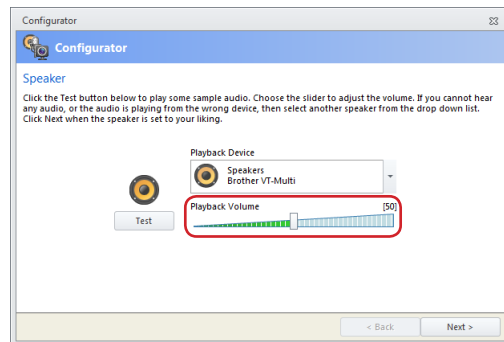 Configurator
Configurator
Speaker
Click the Test button below to play some sample audio. Choose the slider to adjust the volume. If you cannot hear
any audio, or the audio is playing from the wrong device, then select another speaker from the drop down list.
Click Next when the speaker is set to your liking.
Playback Device
Speakers
Brother VT-Multi
Playback Volume [50]
Test
< Back Next >